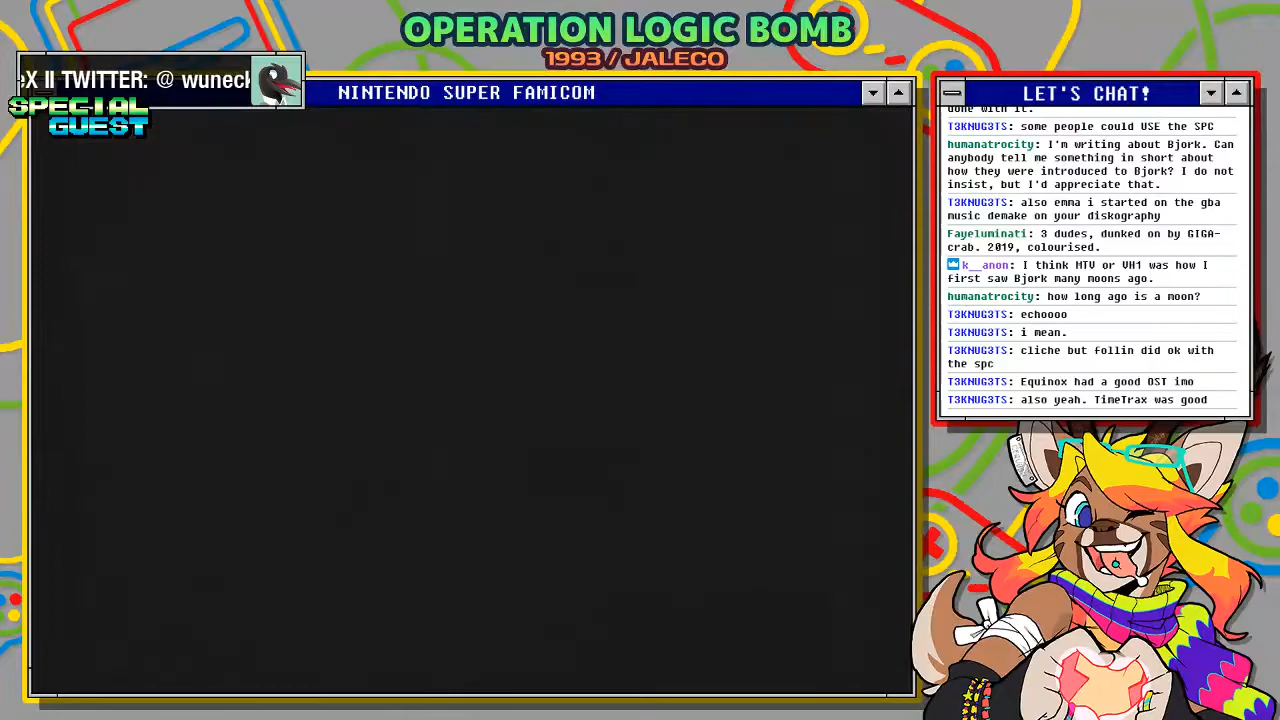 OPERATION LOGIC BOMB
1993 / JALECO
X II TWITTER: @ wuneck
SPECIAL
GUEST
NINTENDO SUPER FAMICOM
LET'S CHAT!
done with it.
T3KNUG3TS: some people could USE the SPC
humanatrocity: I'm writing about Bjork. Can
anybody tell me something in short about
how they were introduced to Bjork? I do not
insist, but I'd appreciate that.
T3KNUG3TS: also emma i started on the gba
music demake on your diskography
Fayeluminati: 3 dudes, dunked on by GIGA-
crab. 2019, colourised.
k__anon: I think MTV or VH1 was how I
first saw Bjork many moons ago.
humanatrocity: how long ago is a moon?
T3KNUG3TS: echoooo
T3KNUG3TS: i mean.
T3KNUG3TS: cliche but follin did ok with
the spc
T3KNUG3TS: Equinox had a good OST imo
T3KNUG3TS: also yeah. TimeTrax was good